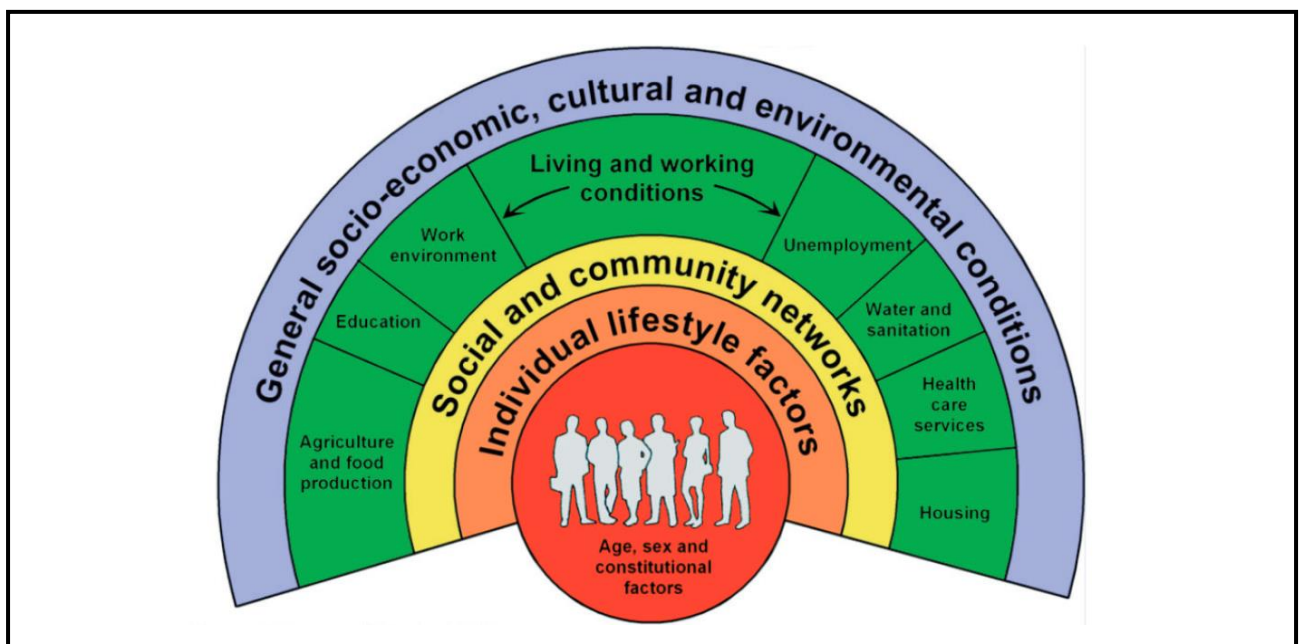 General socio-economic, cultural and environmental conditions
Living and working
conditions
Work
environment
Unemployment
Education
Water and
sanitation
Agriculture
and food
production
Health
care
services
Housing
Social and community networks
Individual lifestyle factors
Age, sex and
constitutional
factors